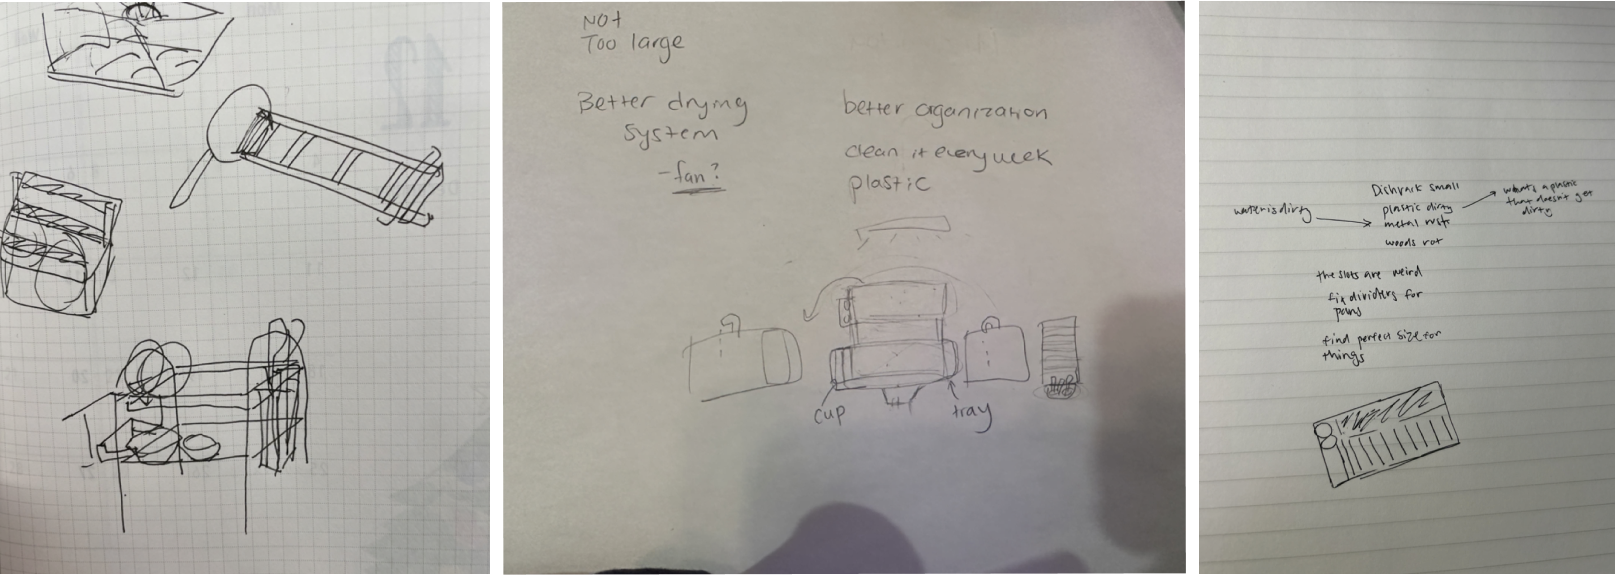 Not
Too large
Better drying
system
- fan?
better organization
clean it every week
plastic
cup
tray
Dishrack small
plastic dirty
metal rusts
woods rot
water is dirty
what's a plastic
that doesn't get
dirty
the slots are weird
fix dividers for
pans
find perfect size for
things